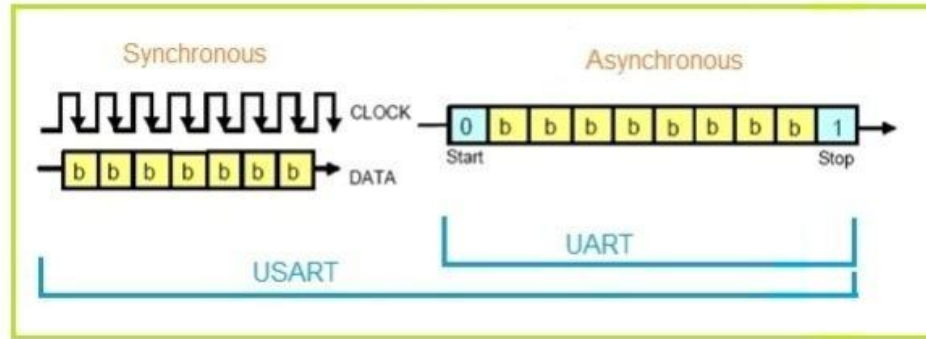 Synchronous
Asynchronous
CLOCK
0 b b b b b b b b 1
Start
Stop
b b b b b b b
DATA
UART
USART